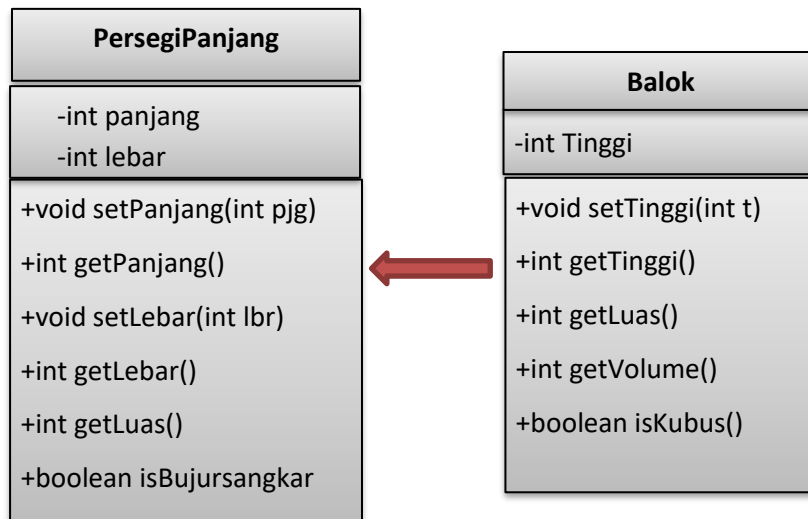 PersegiPanjang
-int panjang
-int lebar
+void setPanjang(int pjg)
+int getPanjang()
+void setLebar(int lbr)
+int getLebar()
+int getLuas()
+boolean isBujursangkar
Balok
-int Tinggi
+void setTinggi(int t)
+int getTinggi()
+int getLuas()
+int getVolume()
+boolean isKubus()